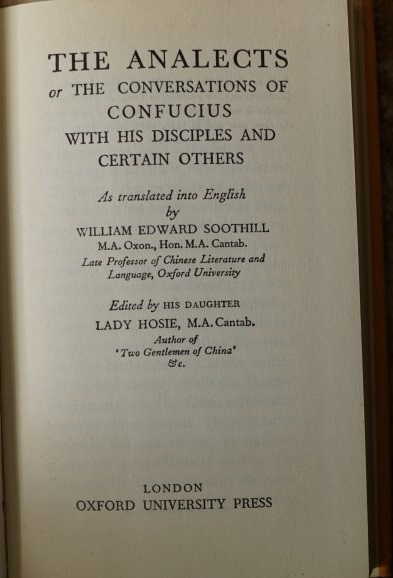 THE ANALECTS
or THE CONVERSATIONS OF
CONFUCIUS
WITH HIS DISCIPLES AND
CERTAIN OTHERS
As translated into English
by
WILLIAM EDWARD SOOTHILL
M.A. Oxon., Hon. M.A. Cantab.
Late Professor of Chinese Literature and
Language, Oxford University
Edited by HIS DAUGHTER
LADY HOSIE, M.A. Cantab.
Author of
'Two Gentlemen of China'
&c.
LONDON
OXFORD UNIVERSITY PRESS